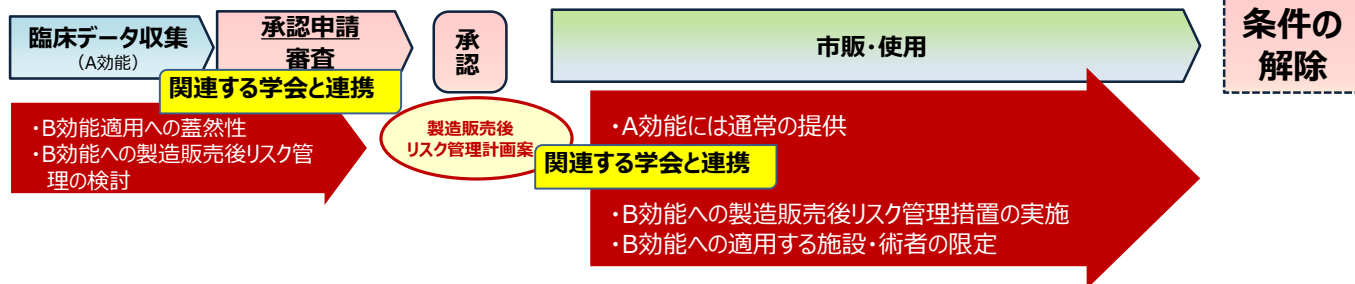 臨床データ収集
(A効能)
承認申請
審査
承
認
市販・使用
条件の
解除
関連する学会と連携
・B効能適用への蓋然性
・B効能への製造販売後リスク管
理の検討
製造販売後
リスク管理計画案
関連する学会と連携
・A効能には通常の提供
・B効能への製造販売後リスク管理措置の実施
・B効能への適用する施設・術者の限定